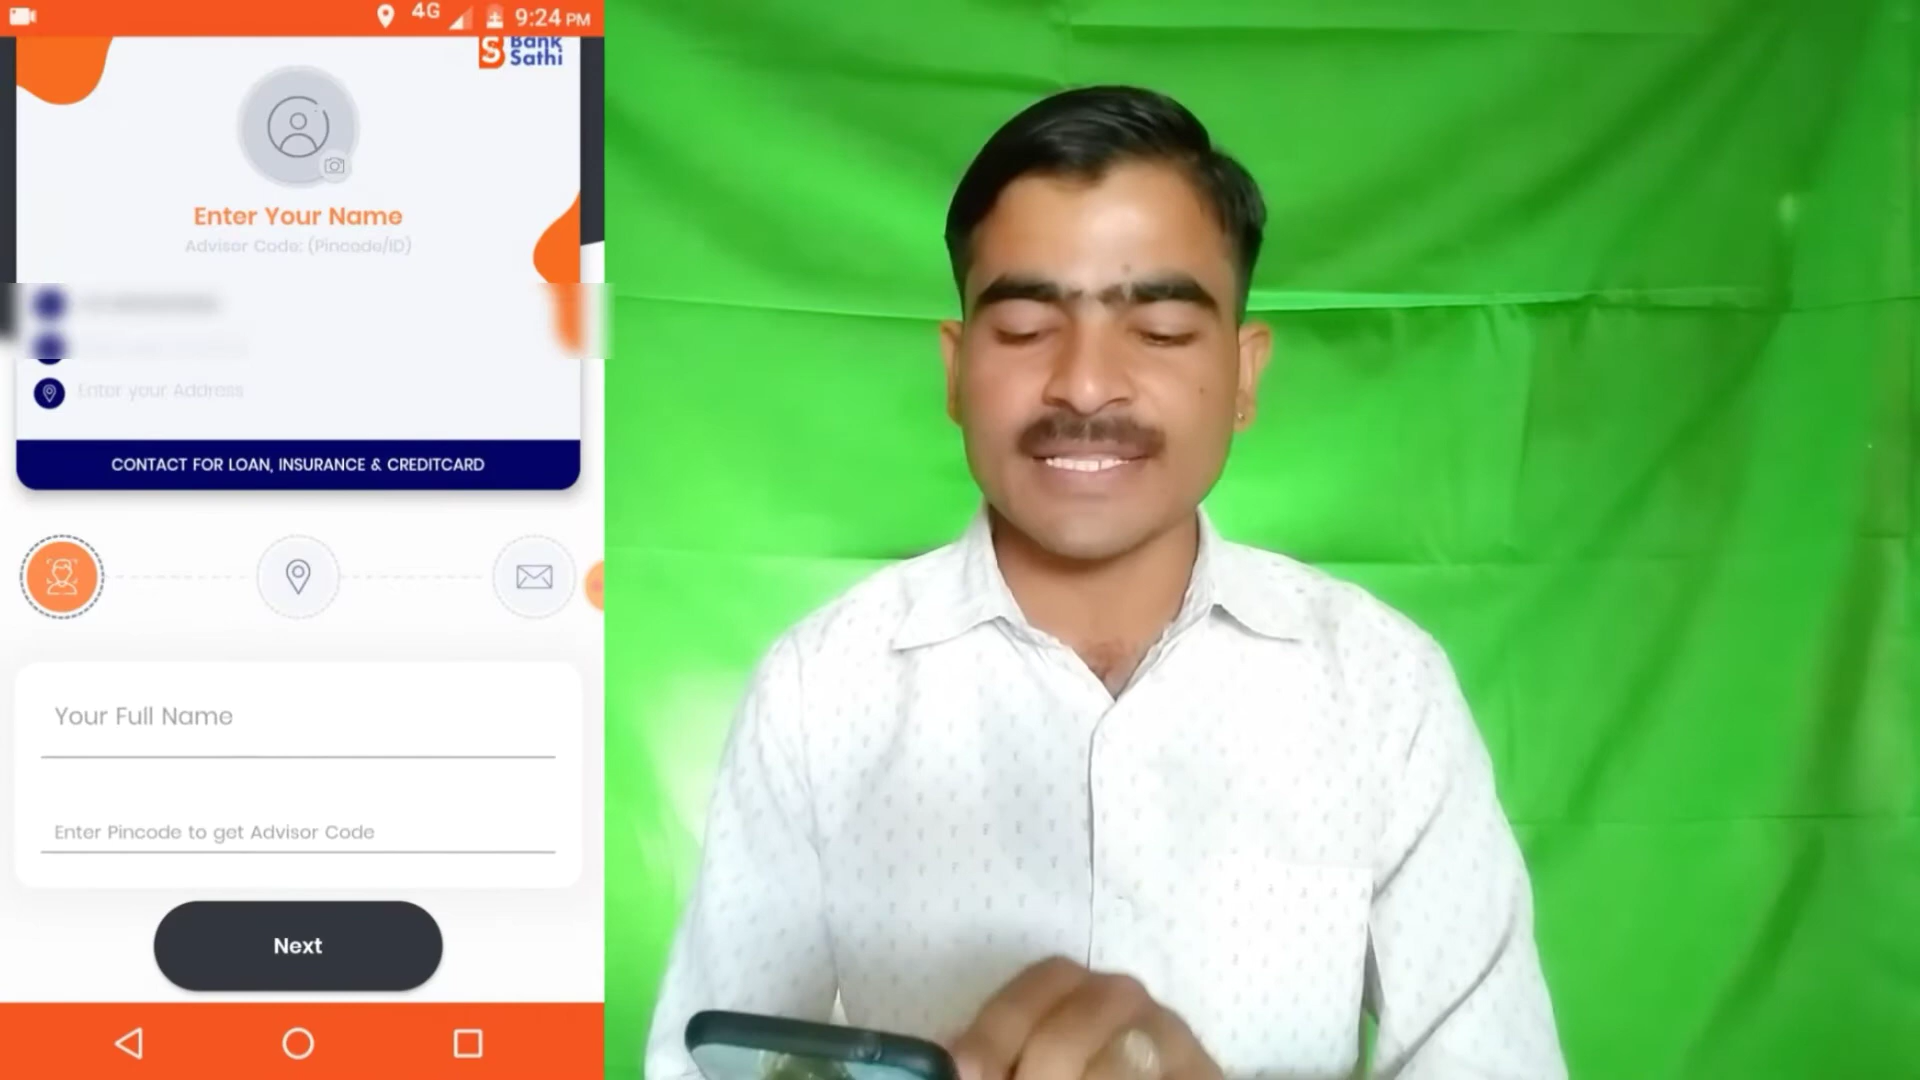 4G 9:24 PM
Bank
Sathi
Enter Your Name
Advisor Code: (Pincode/ID)
Enter your Address
CONTACT FOR LOAN, INSURANCE & CREDITCARD
Your Full Name
Enter Pincode to get Advisor Code
Next